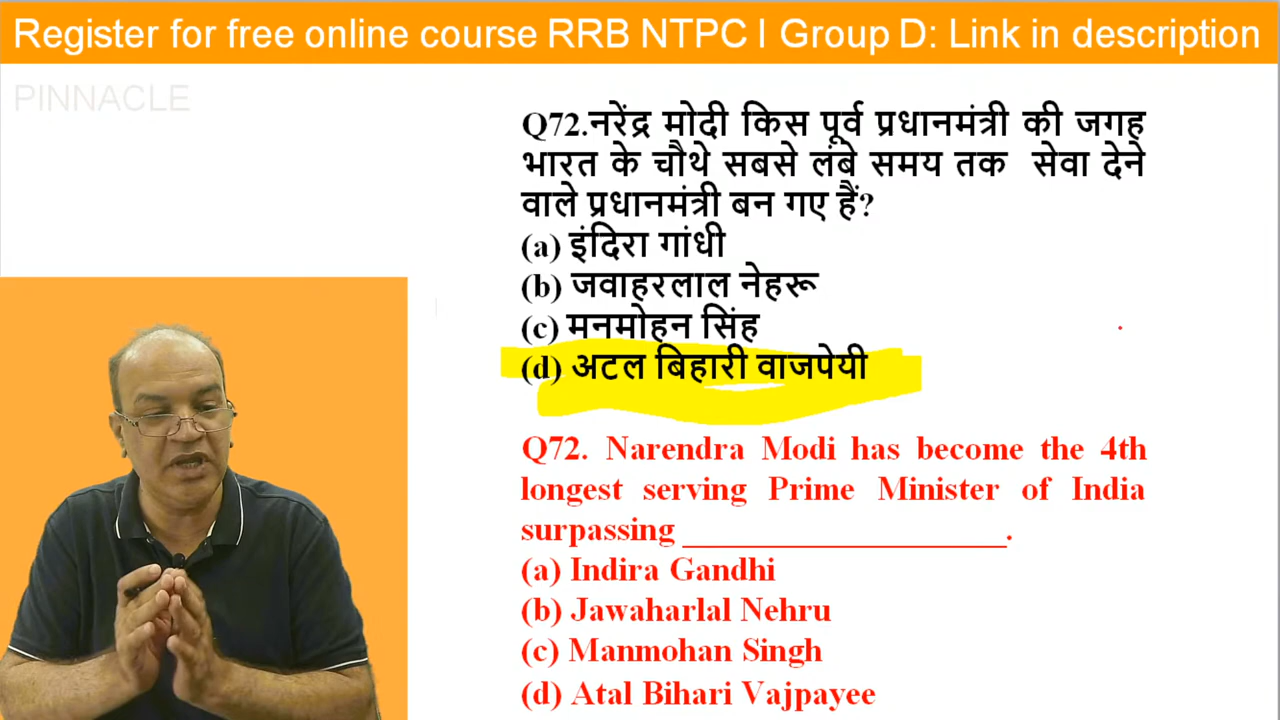 Register for free online course RRB NTPC I Group D: Link in description
PINNACLE
Q72.नरेंद्र मोदी किस पूर्व प्रधानमंत्री की जगह
भारत के चौथे सबसे लंबे समय तक सेवा देने
वाले प्रधानमंत्री बन गए हैं?
(a) इंदिरा गांधी
(b) जवाहरलाल नेहरू
(c) मनमोहन सिंह
(d) अटल बिहारी वाजपेयी
Q72. Narendra Modi has become the 4th
longest serving Prime Minister of India
surpassing ____________________.
(a) Indira Gandhi
(b) Jawaharlal Nehru
(c) Manmohan Singh
(d) Atal Bihari Vajpayee